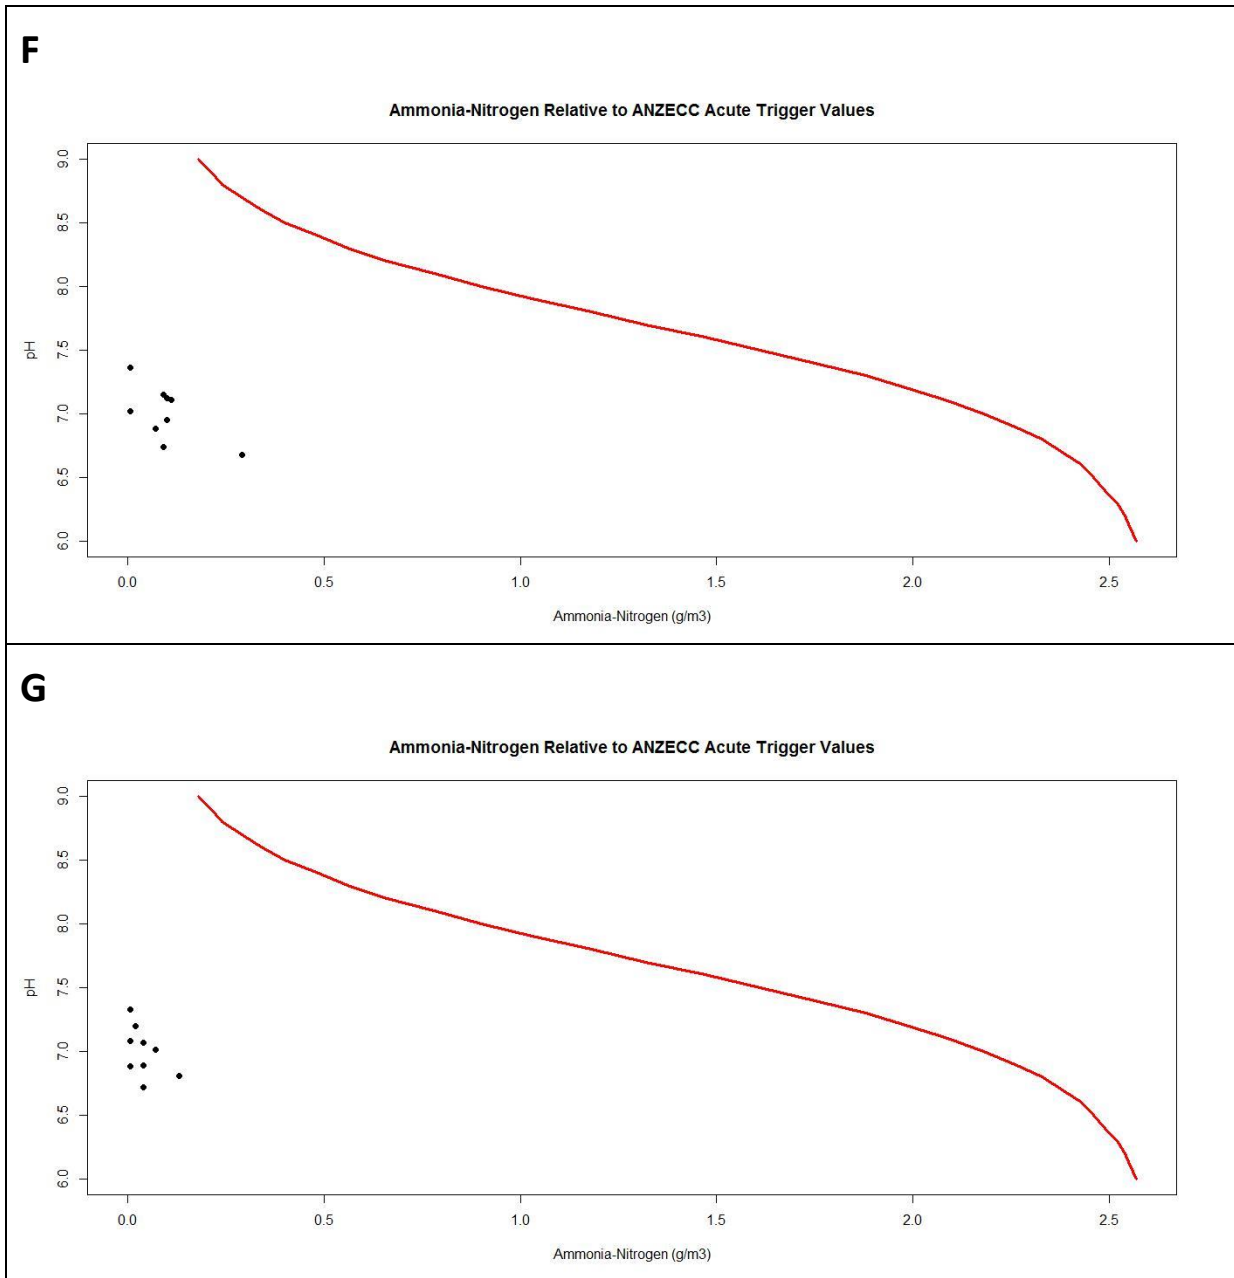 F
Ammonia-Nitrogen Relative to ANZECC Acute Trigger Values
9.0
8.5
8.0
7.5
7.0
6.5
6.0
pH
0.0 0.5 1.0 1.5 2.0 2.5
Ammonia-Nitrogen (g/m3)
G
Ammonia-Nitrogen Relative to ANZECC Acute Trigger Values
9.0
8.5
8.0
7.5
7.0
6.5
6.0
pH
0.0 0.5 1.0 1.5 2.0 2.5
Ammonia-Nitrogen (g/m3)